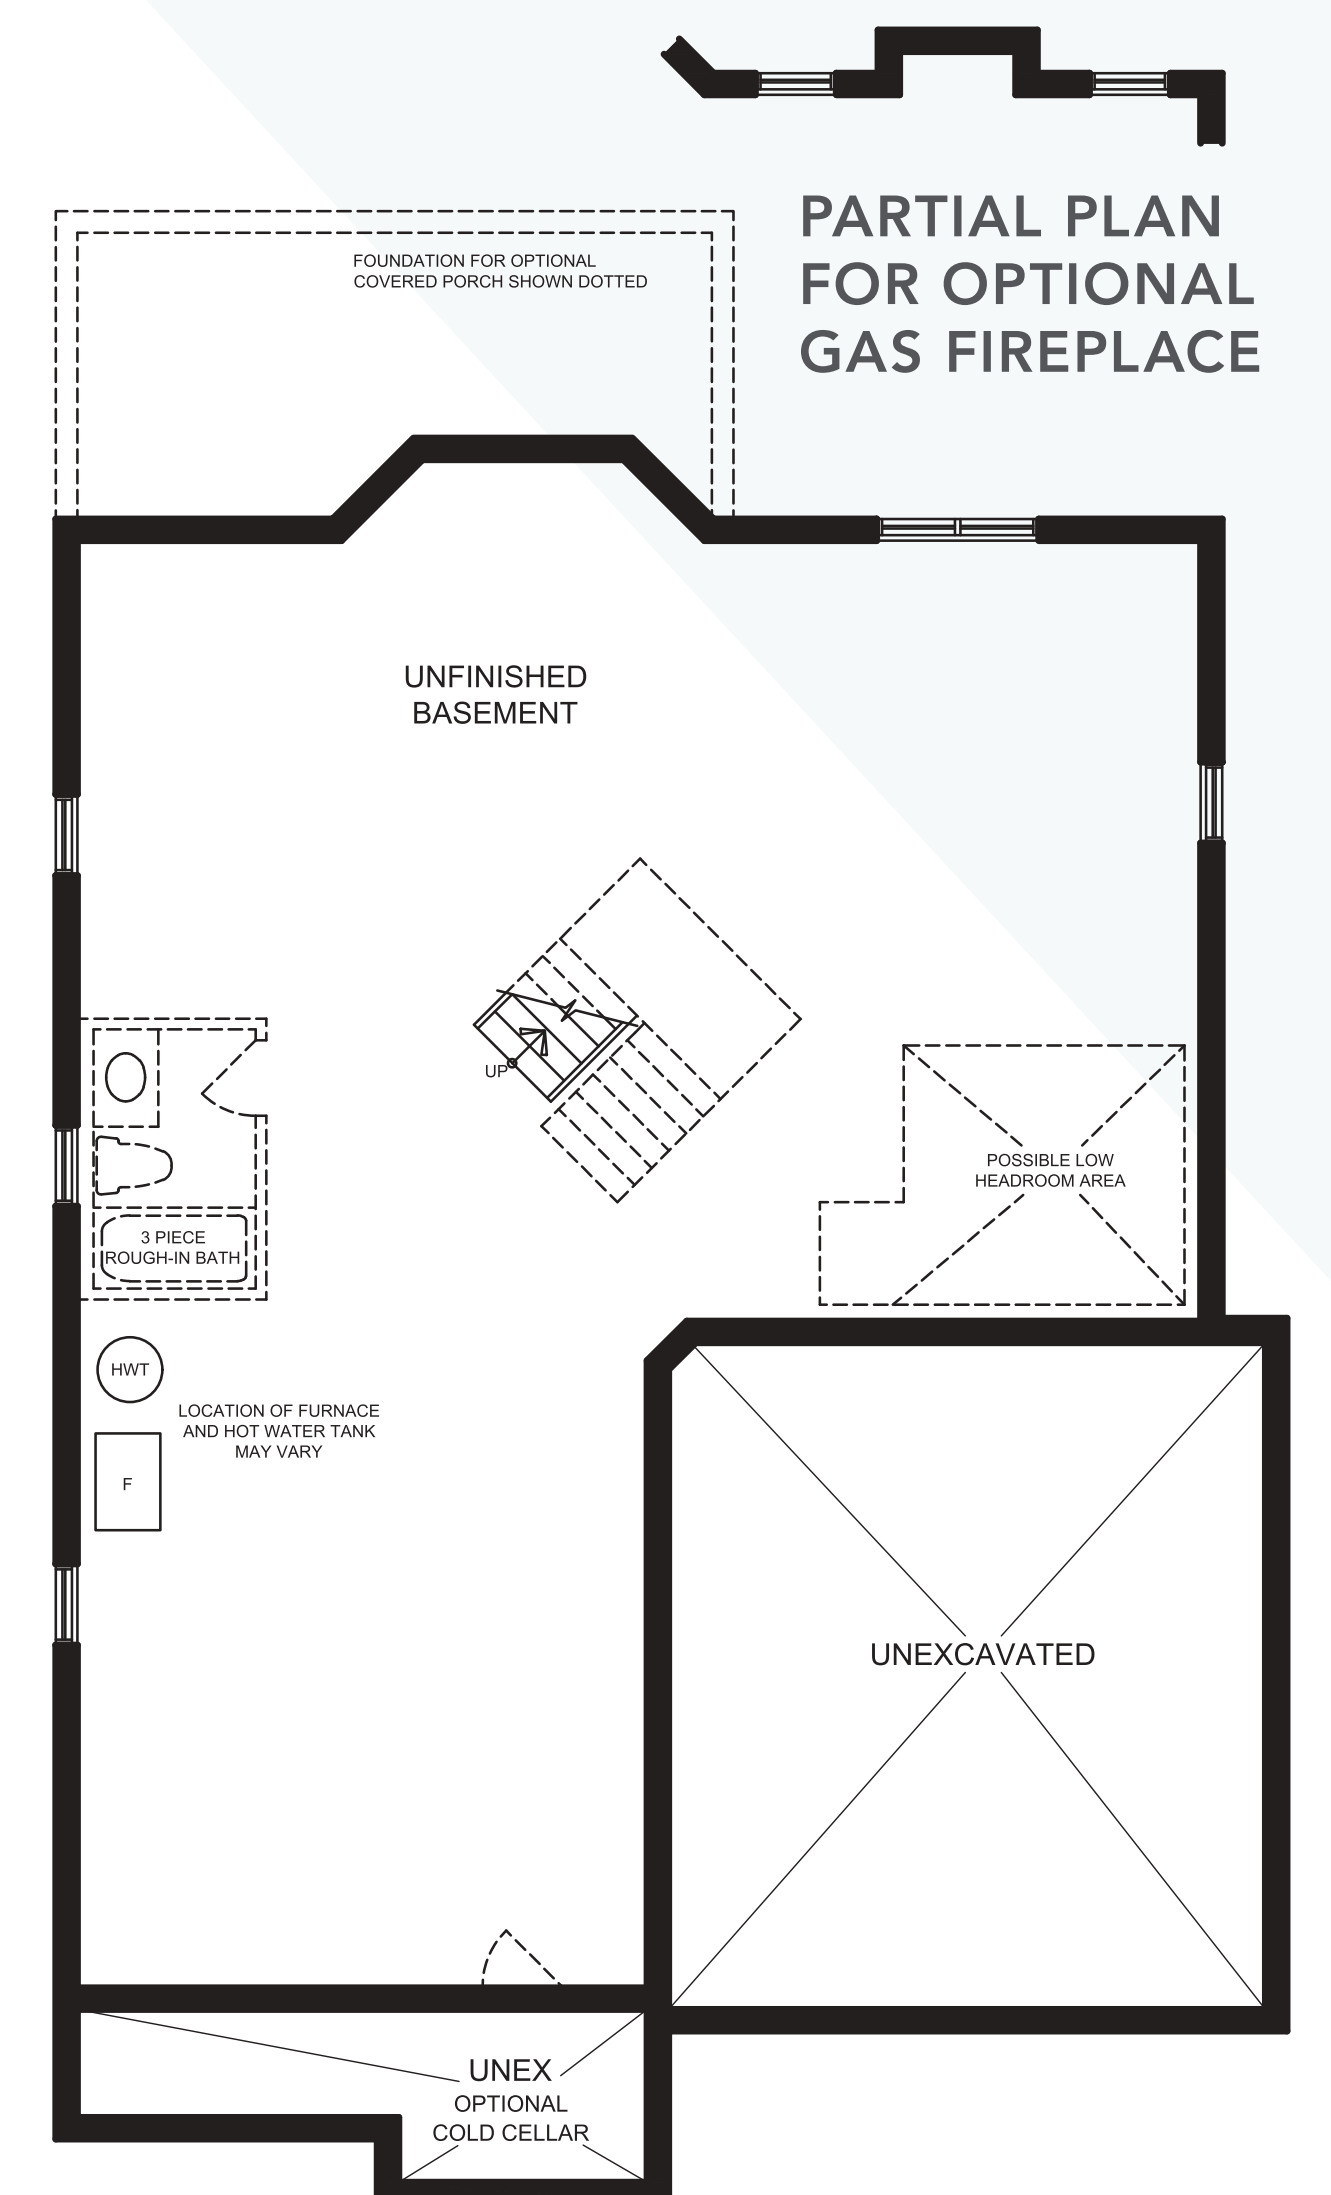 PARTIAL PLAN
FOR OPTIONAL
GAS FIREPLACE
FOUNDATION FOR OPTIONAL
COVERED PORCH SHOWN DOTTED
UNFINISHED
BASEMENT
UP
POSSIBLE LOW
HEADROOM AREA
3 PIECE
ROUGH-IN BATH
HWT
LOCATION OF FURNACE
AND HOT WATER TANK
MAY VARY
F
UNEXCAVATED
UNEX
OPTIONAL
COLD CELLAR